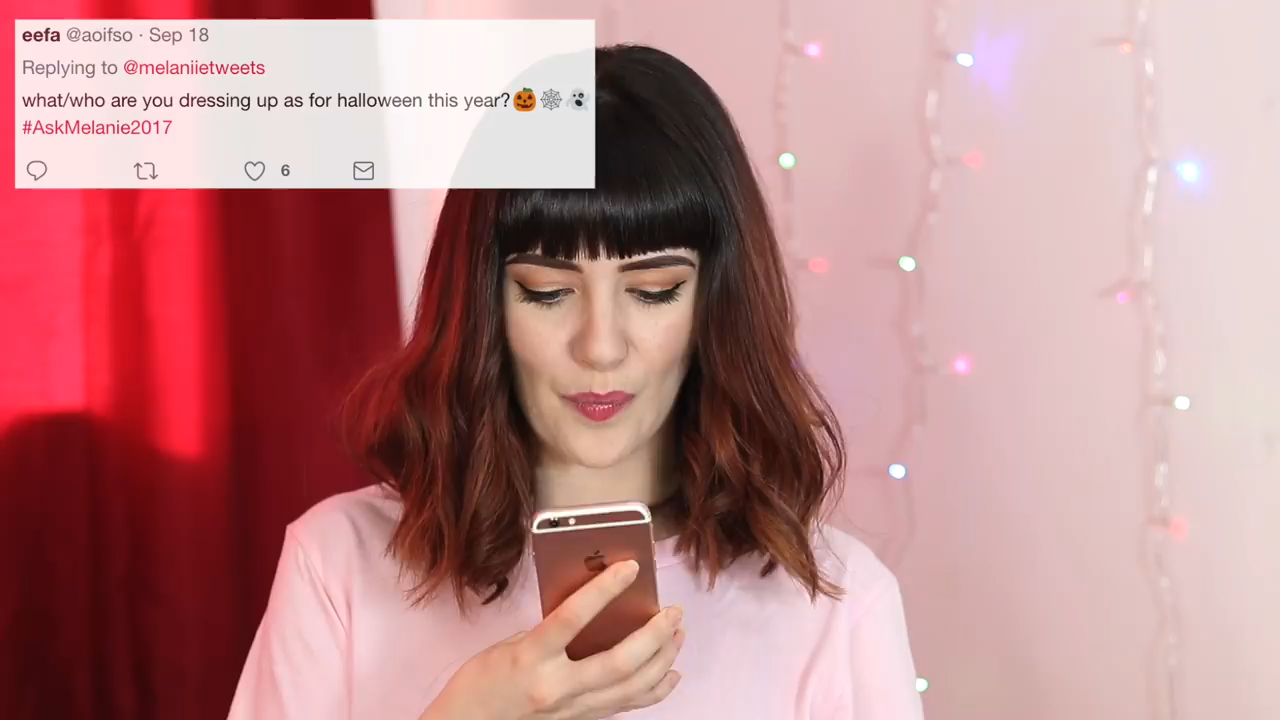 eefa @aoifso · Sep 18
Replying to @melaniietweets
what/who are you dressing up as for halloween this year?🎃🕸👻
#AskMelanie2017
6